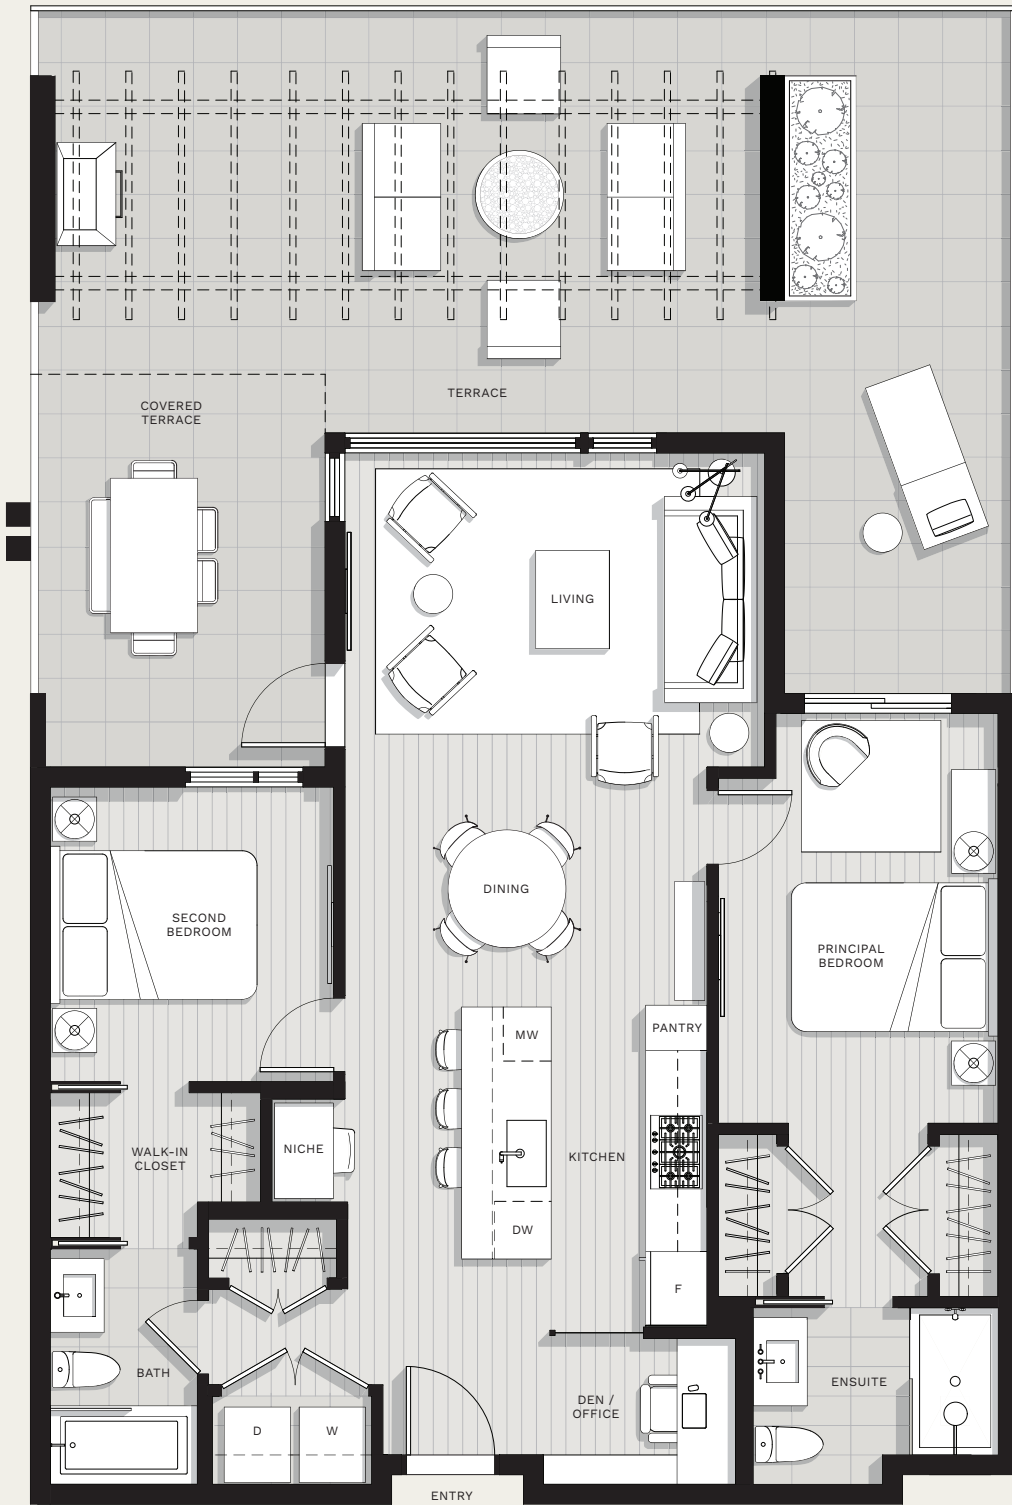 COVERED
TERRACE
TERRACE
LIVING
DINING
SECOND
BEDROOM
PRINCIPAL
BEDROOM
MW
PANTRY
NICHE
WALK-IN
CLOSET
KITCHEN
DW
F
BATH
ENSUITE
DEN /
OFFICE
D
W
ENTRY